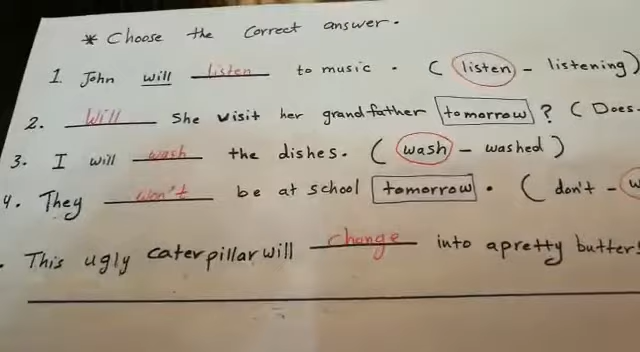 * Choose the correct answer.
1. John will listen to music. (listen - listening)
2. Will she visit her grandfather tomorrow? (Does.
3. I will wash the dishes. (wash - washed)
4. They won't be at school tomorrow. (don't - w
. This ugly caterpillar will change into a pretty butterf